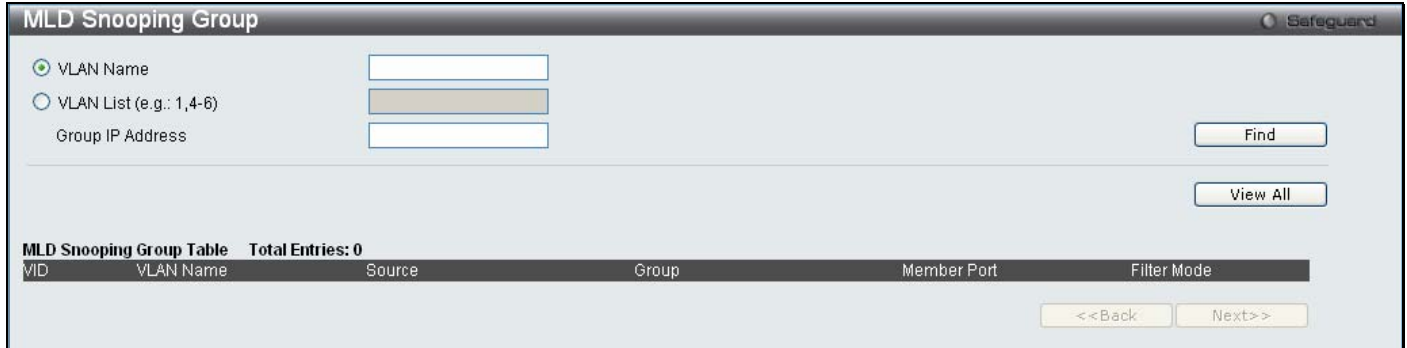 MLD Snooping Group Safeguard
VLAN Name
VLAN List (e.g.: 1,4-6)
Group IP Address Find
View All
MLD Snooping Group Table Total Entries: 0
VID VLAN Name Source Group Member Port Filter Mode
<<Back Next>>